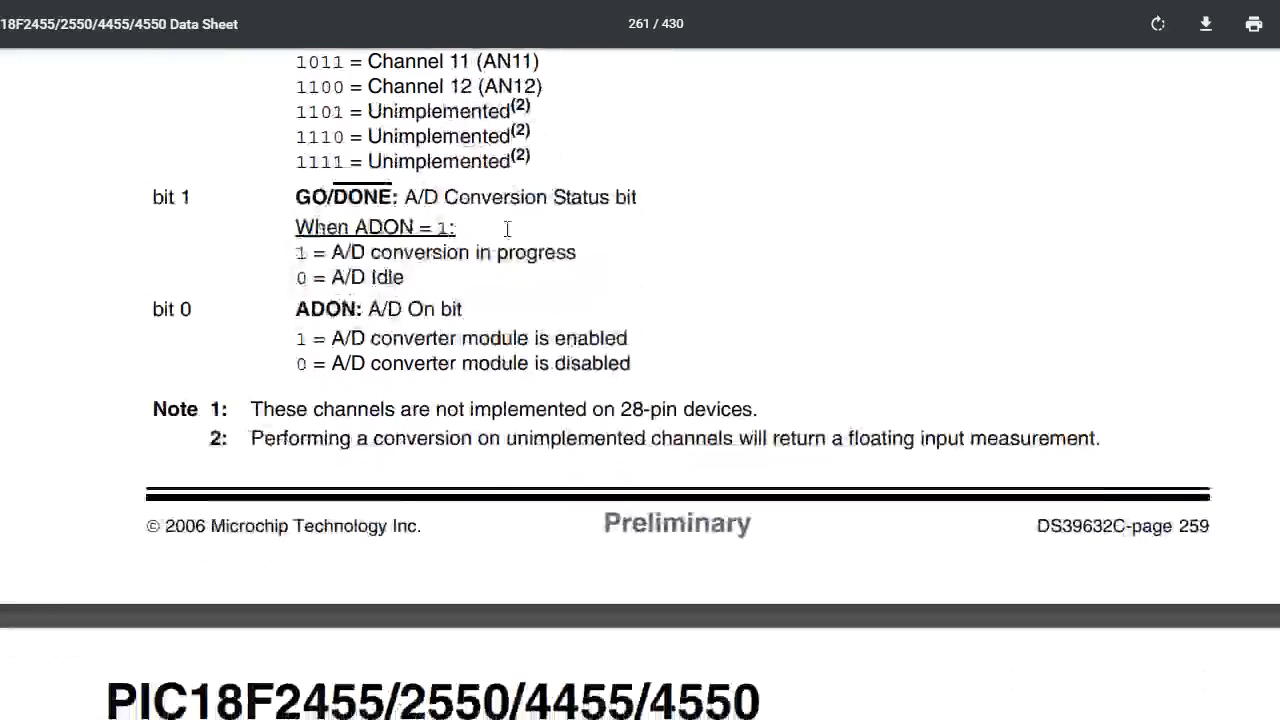 18F2455/2550/4455/4550 Data Sheet
261 / 430
1011 = Channel 11 (AN11)
1100 = Channel 12 (AN12)
1101 = Unimplemented(2)
1110 = Unimplemented(2)
1111 = Unimplemented(2)
bit 1 GO/DONE: A/D Conversion Status bit
When ADON = 1:
1 = A/D conversion in progress
0 = A/D Idle
bit 0 ADON: A/D On bit
1 = A/D converter module is enabled
0 = A/D converter module is disabled
Note 1: These channels are not implemented on 28-pin devices.
2: Performing a conversion on unimplemented channels will return a floating input measurement.
© 2006 Microchip Technology Inc. Preliminary DS39632C-page 259
PIC18F2455/2550/4455/4550